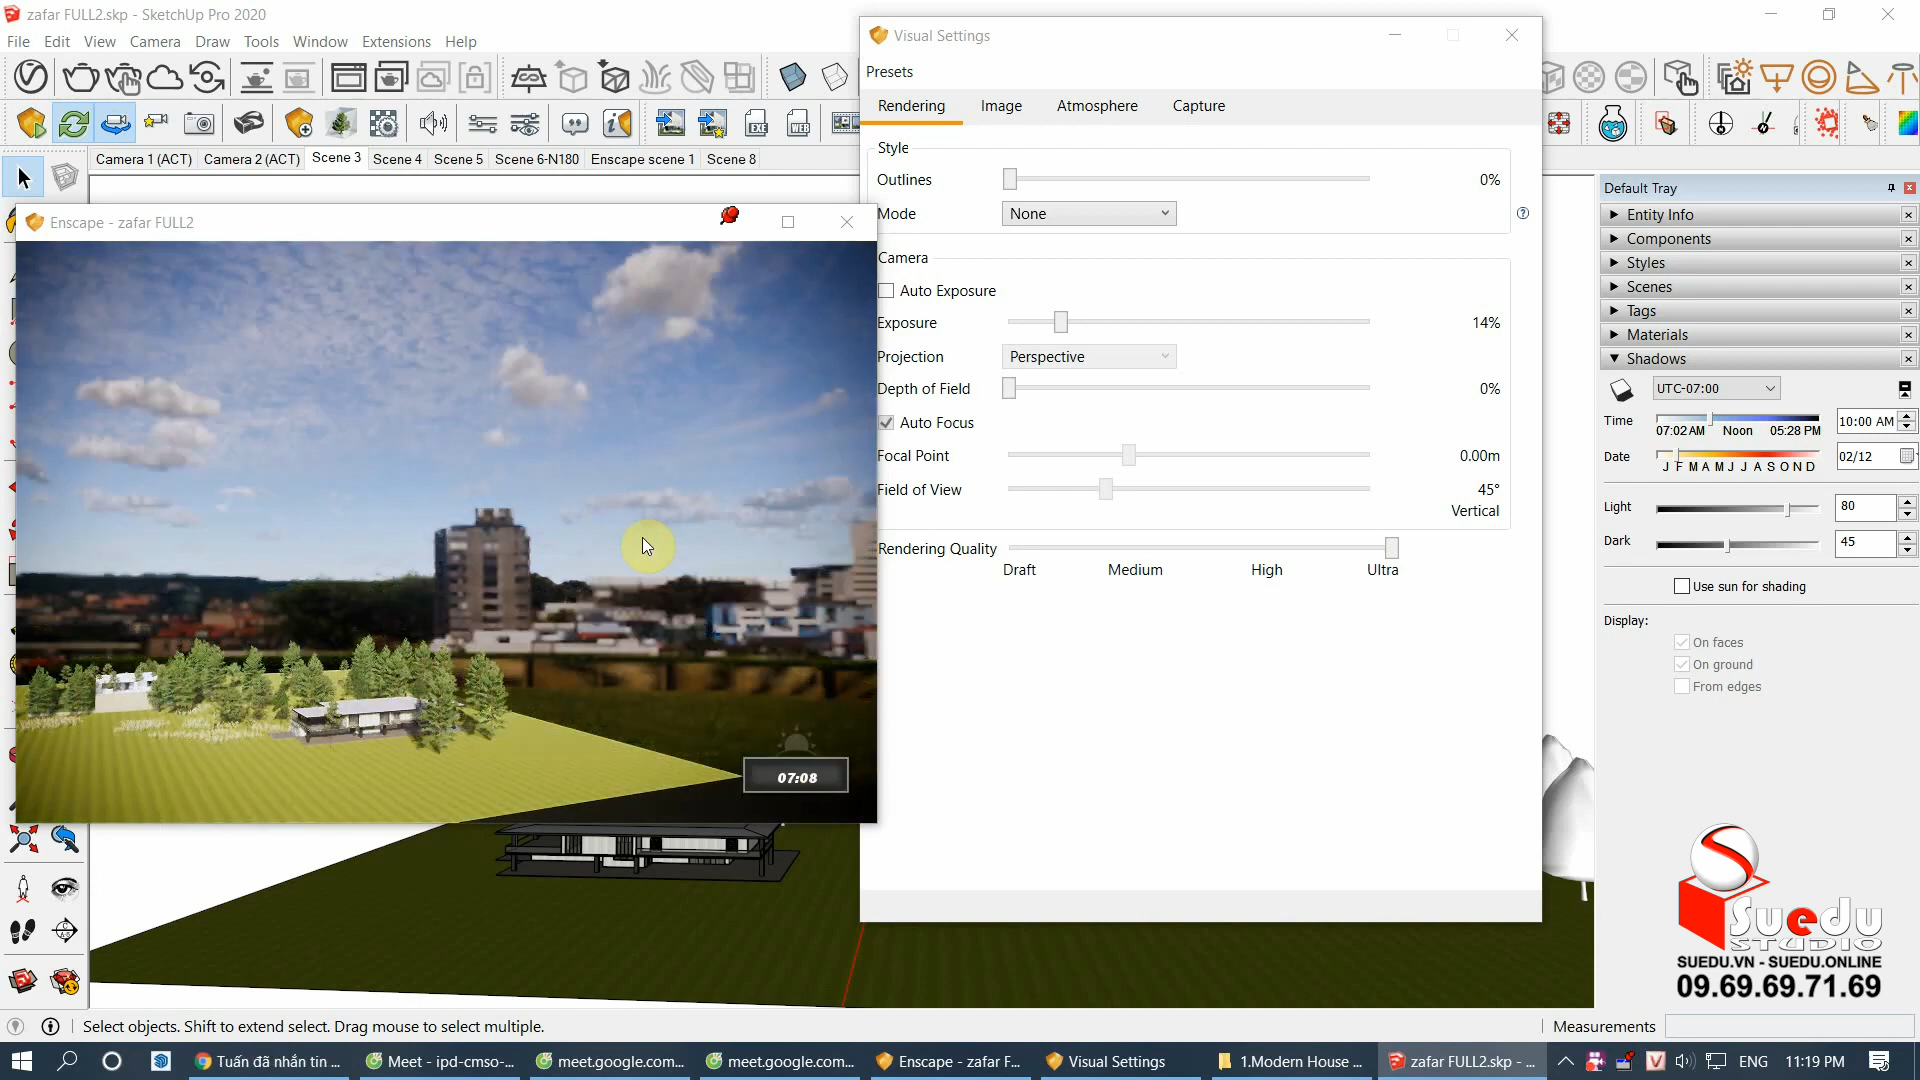 zafar FULL2.skp - SketchUp Pro 2020
File Edit View Camera Draw Tools Window Extensions Help
Camera 1 (ACT) Camera 2 (ACT) Scene 3 Scene 4 Scene 5 Scene 6-N180 Enscape scene 1 Scene 8
Enscape - zafar FULL2
07:08
Visual Settings
Presets
Rendering Image Atmosphere Capture
Style
Outlines 0%
Mode None
Camera
Auto Exposure
Exposure 14%
Projection Perspective
Depth of Field 0%
Auto Focus
Focal Point 0.00m
Field of View 45°
Vertical
Rendering Quality
Draft Medium High Ultra
EXE
WEB
Default Tray
Entity Info
Components
Styles
Scenes
Tags
Materials
Shadows
UTC-07:00
Time 07:02 AM Noon 05:28 PM 10:00 AM
Date J F M A M J J A S O N D 02/12
Light 80
Dark 45
Use sun for shading
Display:
On faces
On ground
From edges
Suedu
STUDIO
SUEDU.VN - SUEDU.ONLINE
09.69.69.71.69
Select objects. Shift to extend select. Drag mouse to select multiple.
Measurements
Tuấn đã nhắn tin ... Meet - ipd-cmso-... meet.google.com... meet.google.com... Enscape - zafar F... Visual Settings 1.Modern House ... zafar FULL2.skp - ... ENG 11:19 PM